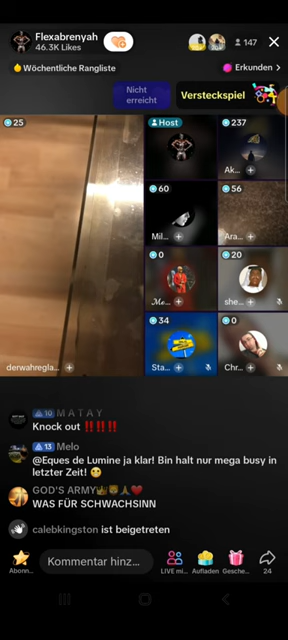 Flexabrenyah
46.3K Likes
147
Wöchentliche Rangliste
Erkunden >
Nicht
erreicht
Versteckspiel
25
Host
237
Ak...
60
Mil...
56
Ara...
0
20
she...
34
Sta...
0
Chr...
derwahregla...
10 MATAY
Knock out ‼️‼️‼️
13 Melo
@Eques de Lumine ja klar! Bin halt nur mega busy in
letzter Zeit! 😬
GOD'S ARMY
WAS FÜR SCHWACHSINN
calebkingston ist beigetreten
Kommentar hinz...
Abonn...
LIVE mi...
Aufladen
Gesche...
24